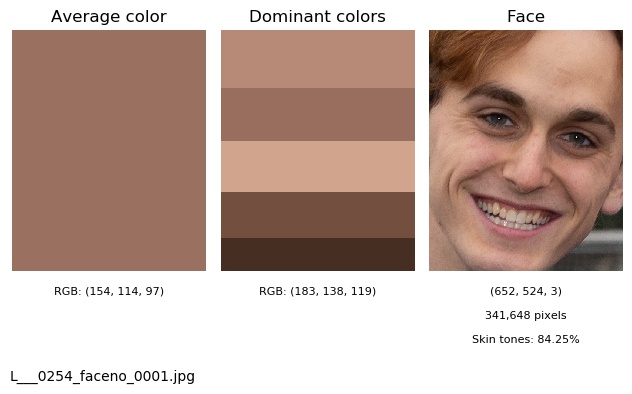 Average color
Dominant colors
Face
RGB: (154, 114, 97)
RGB: (183, 138, 119)
(652, 524, 3)
341,648 pixels
Skin tones: 84.25%
L___0254_faceno_0001.jpg